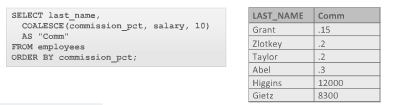 SELECT last_name,
COALESCE(commission_pct, salary, 10)
AS "Comm"
FROM employees
ORDER BY commission_pct;
LAST_NAME Comm
Grant .15
Zlotkey .2
Taylor .2
Abel .3
Higgins 12000
Gietz 8300